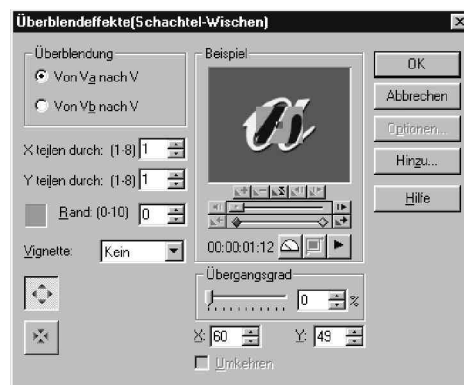 Überblendeffekte(Schachtel-Wischen)
Überblendung
Von Va nach V
Von Vb nach V
X teilen durch: (1-8) 1
Y teilen durch: (1-8) 1
Rand: (0-10) 0
Vignette: Kein
Beispiel
00:00:01:12
Übergangsgrad
0 %
X: 60 Y: 49
Umkehren
OK
Abbrechen
Optionen...
Hinzu...
Hilfe